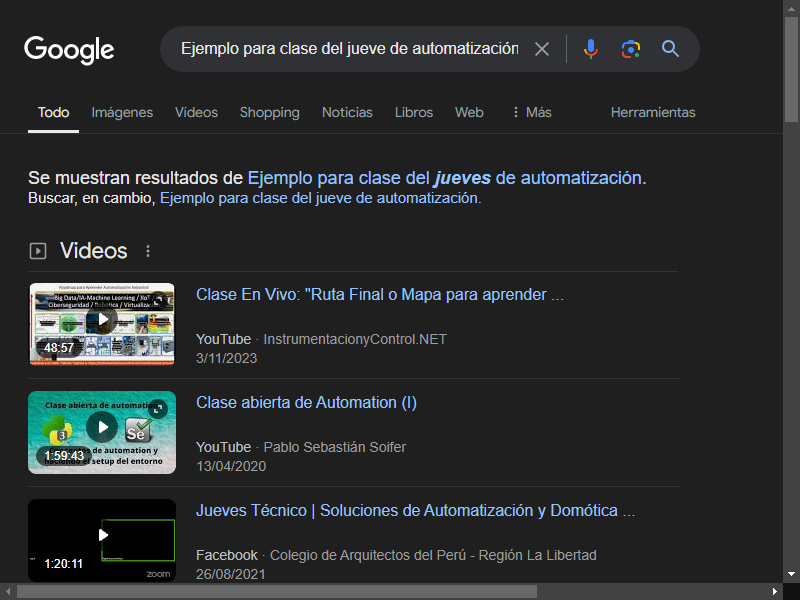 Google
Ejemplo para clase del jueve de automatización
Todo
Imágenes
Videos
Shopping
Noticias
Libros
Web
Más
Herramientas
Se muestran resultados de Ejemplo para clase del jueves de automatización.
Buscar, en cambio, Ejemplo para clase del jueve de automatización.
Videos
Roadmap para Aprender Automatización Industrial
Big Data/IA-Machine Learning / IIoT /
Ciberseguridad / Robótica / Virtualiza
48:57
Clase En Vivo: "Ruta Final o Mapa para aprender ...
YouTube · InstrumentacionyControl.NET
3/11/2023
Clase abierta de automation
3
Se
os de automation y
haciendo el setup del entorno
1:59:43
Clase abierta de Automation (I)
YouTube · Pablo Sebastián Soifer
13/04/2020
1:20:11
zoom
Jueves Técnico | Soluciones de Automatización y Domótica ...
Facebook · Colegio de Arquitectos del Perú - Región La Libertad
26/08/2021